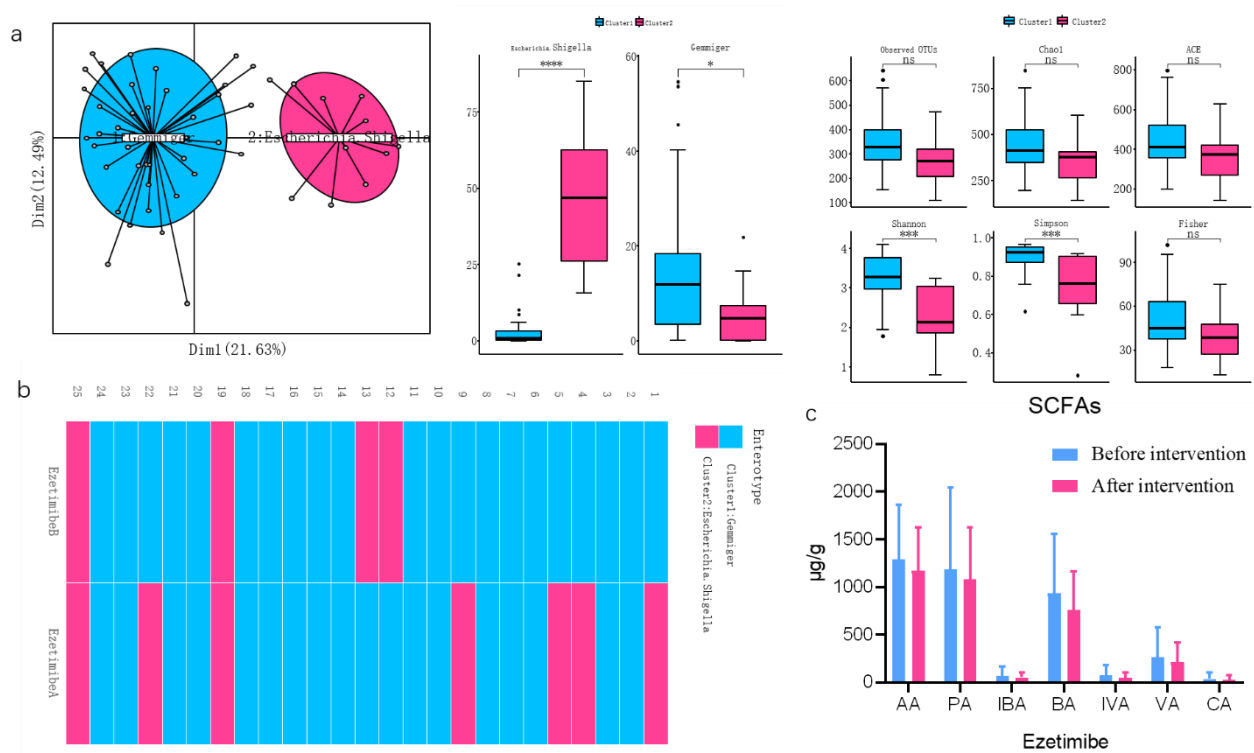 a
Dim2(12.49%)
1:Gemmiger
2:Escherichia.Shigella
Dim1(21.63%)
Cluster1 Cluster2
Escherichia.Shigella
****
75
50
25
0
Gemmiger
*
60
40
20
0
Cluster1 Cluster2
Observed OTUs
ns
600
500
400
300
200
100
Chao1
ns
750
500
250
ACE
ns
800
600
400
200
Shannon
***
4
3
2
1
Simpson
***
1.0
0.8
0.6
0.4
Fisher
ns
90
60
30
b
25 24 23 22 21 20 19 18 17 16 15 14 13 12 11 10 9 8 7 6 5 4 3 2 1
EzetimibeB
EzetimibeA
Enterotype
Cluster1:Gemmiger
Cluster2:Escherichia.Shigella
c
SCFAs
Before intervention
After intervention
µg/g
2500
2000
1500
1000
500
0
AA PA IBA BA IVA VA CA
Ezetimibe